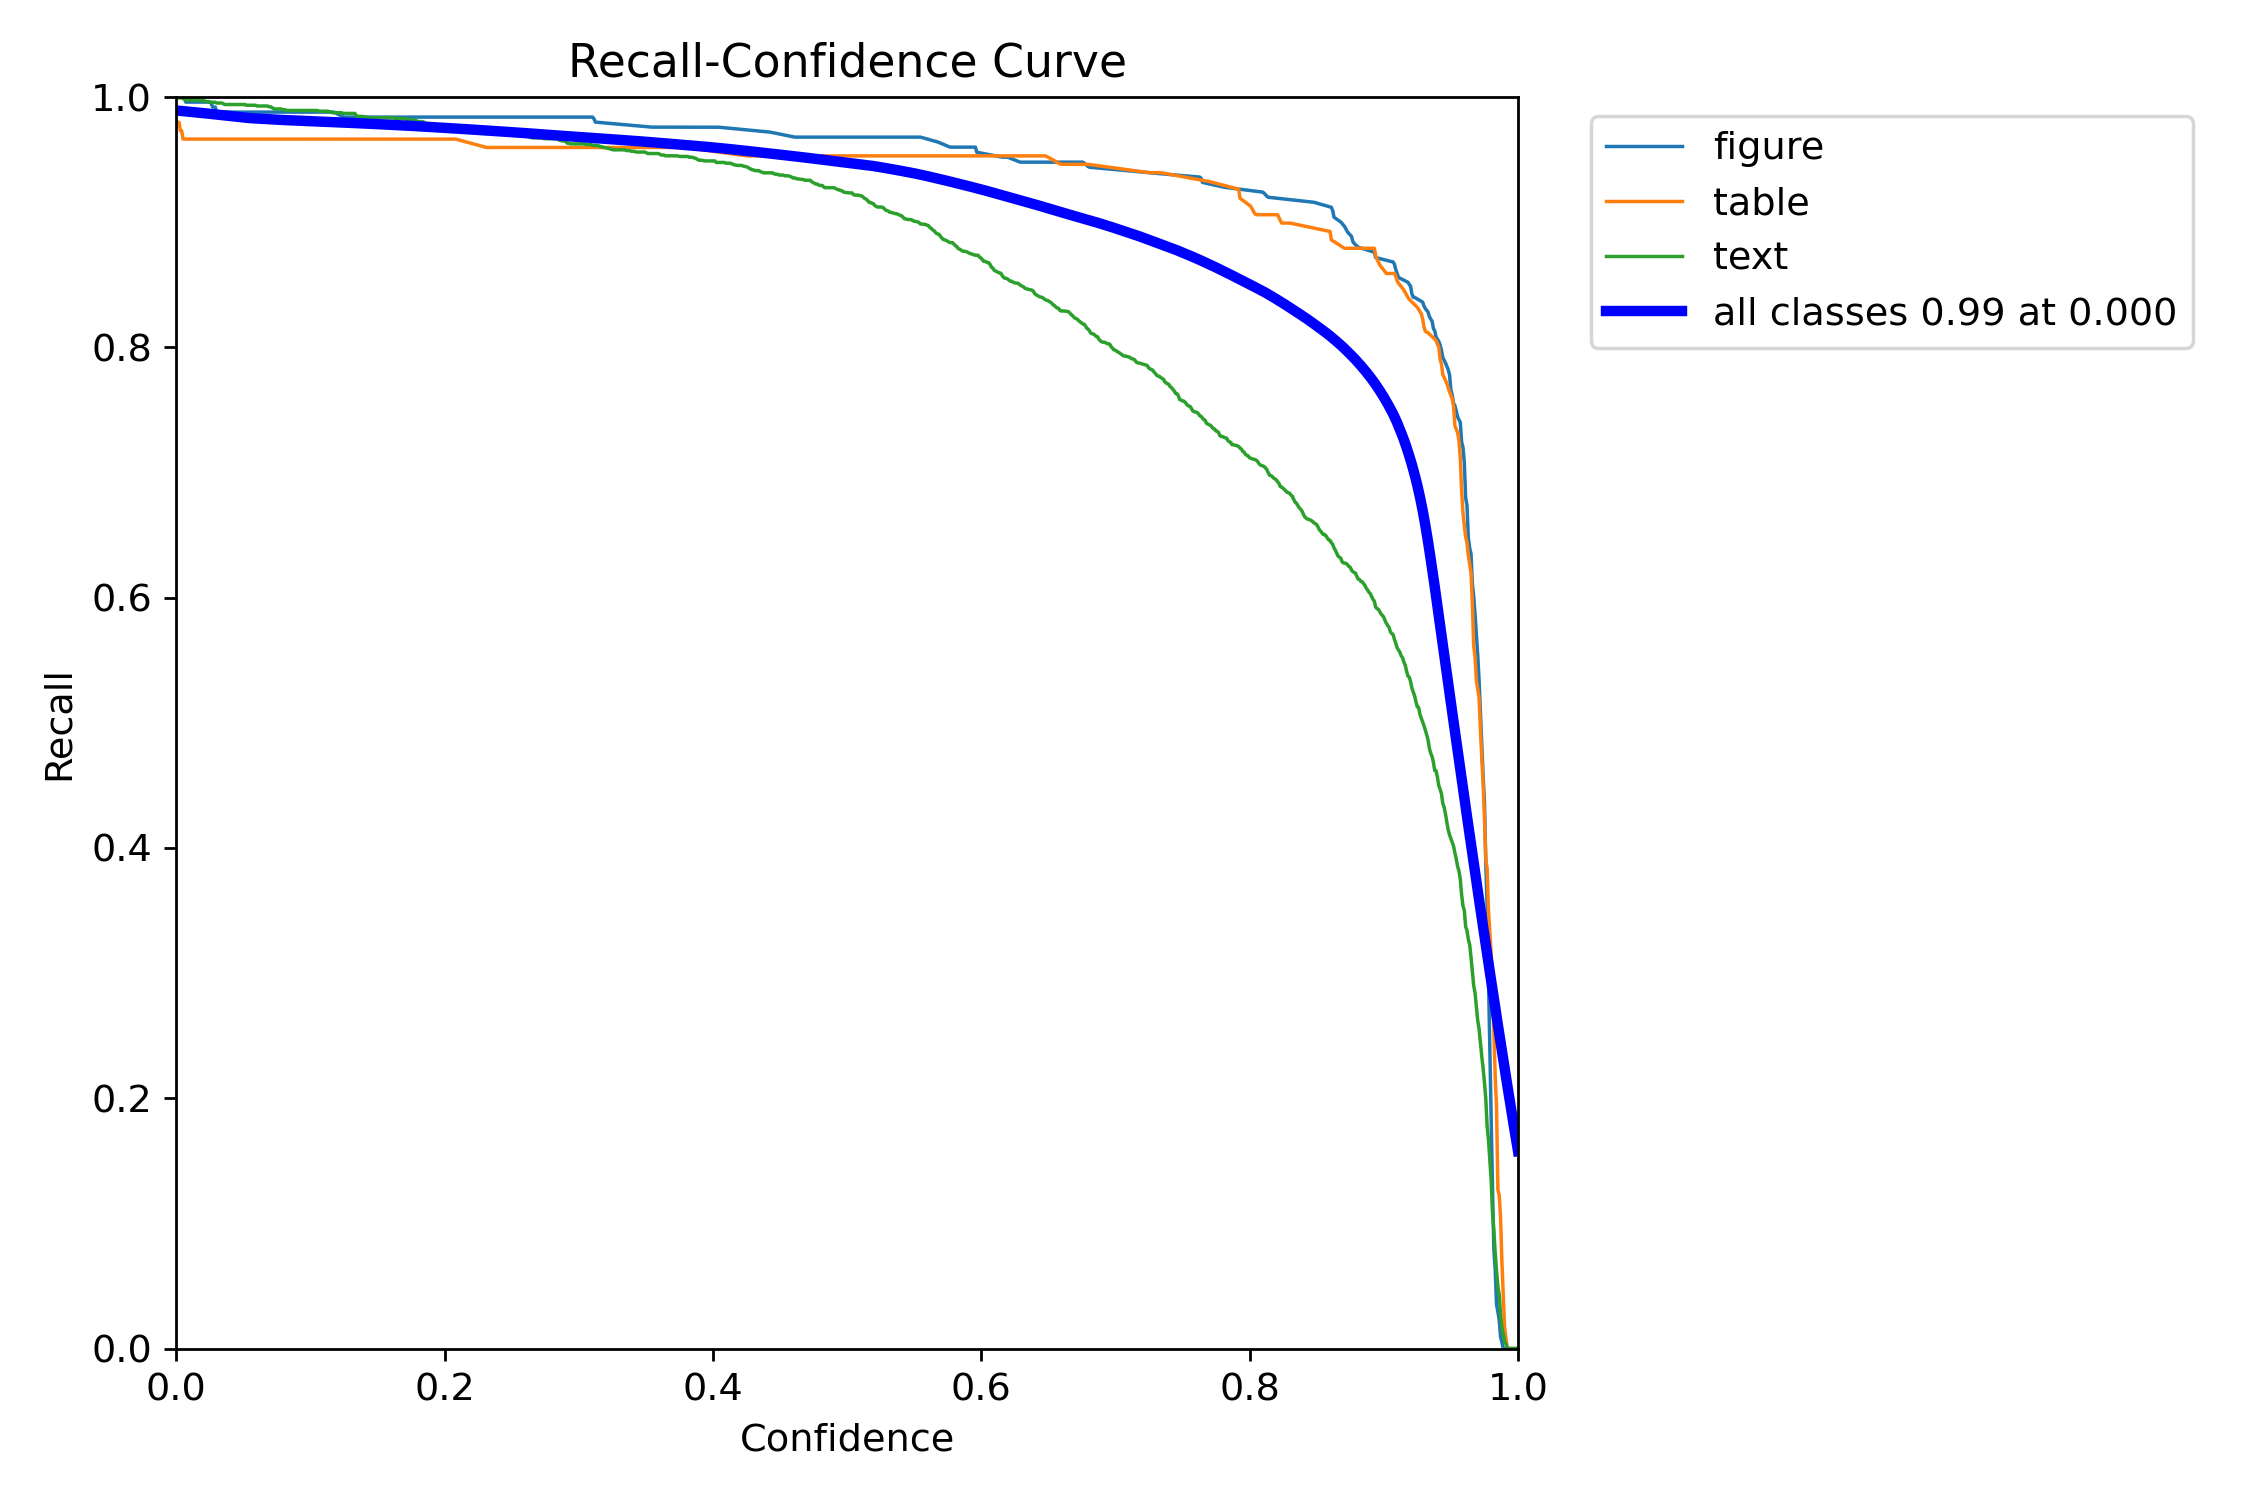 Recall-Confidence Curve
1.0
0.8
0.6
0.4
0.2
0.0
Recall
0.0 0.2 0.4 0.6 0.8 1.0
Confidence
figure
table
text
all classes 0.99 at 0.000